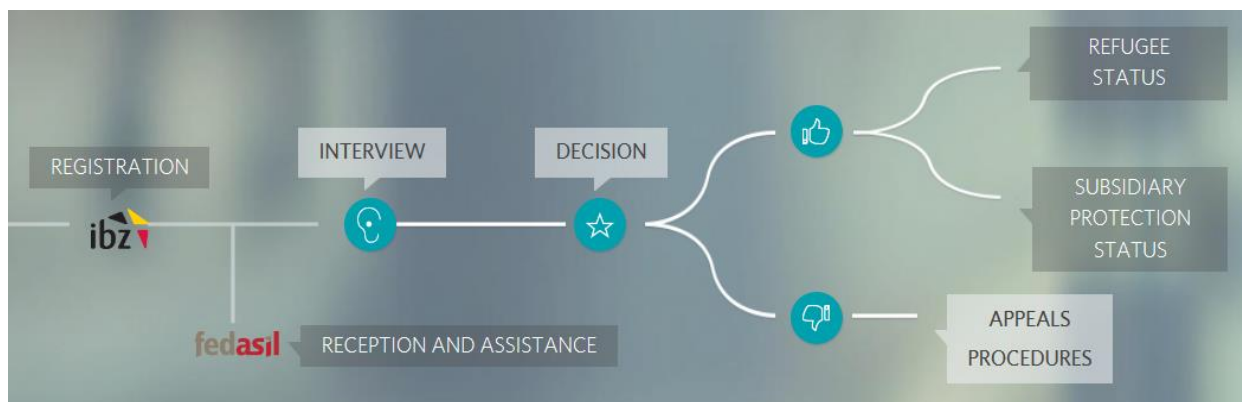 REGISTRATION
ibz
fedasil
RECEPTION AND ASSISTANCE
INTERVIEW
DECISION
REFUGEE
STATUS
SUBSIDIARY
PROTECTION
STATUS
APPEALS
PROCEDURES